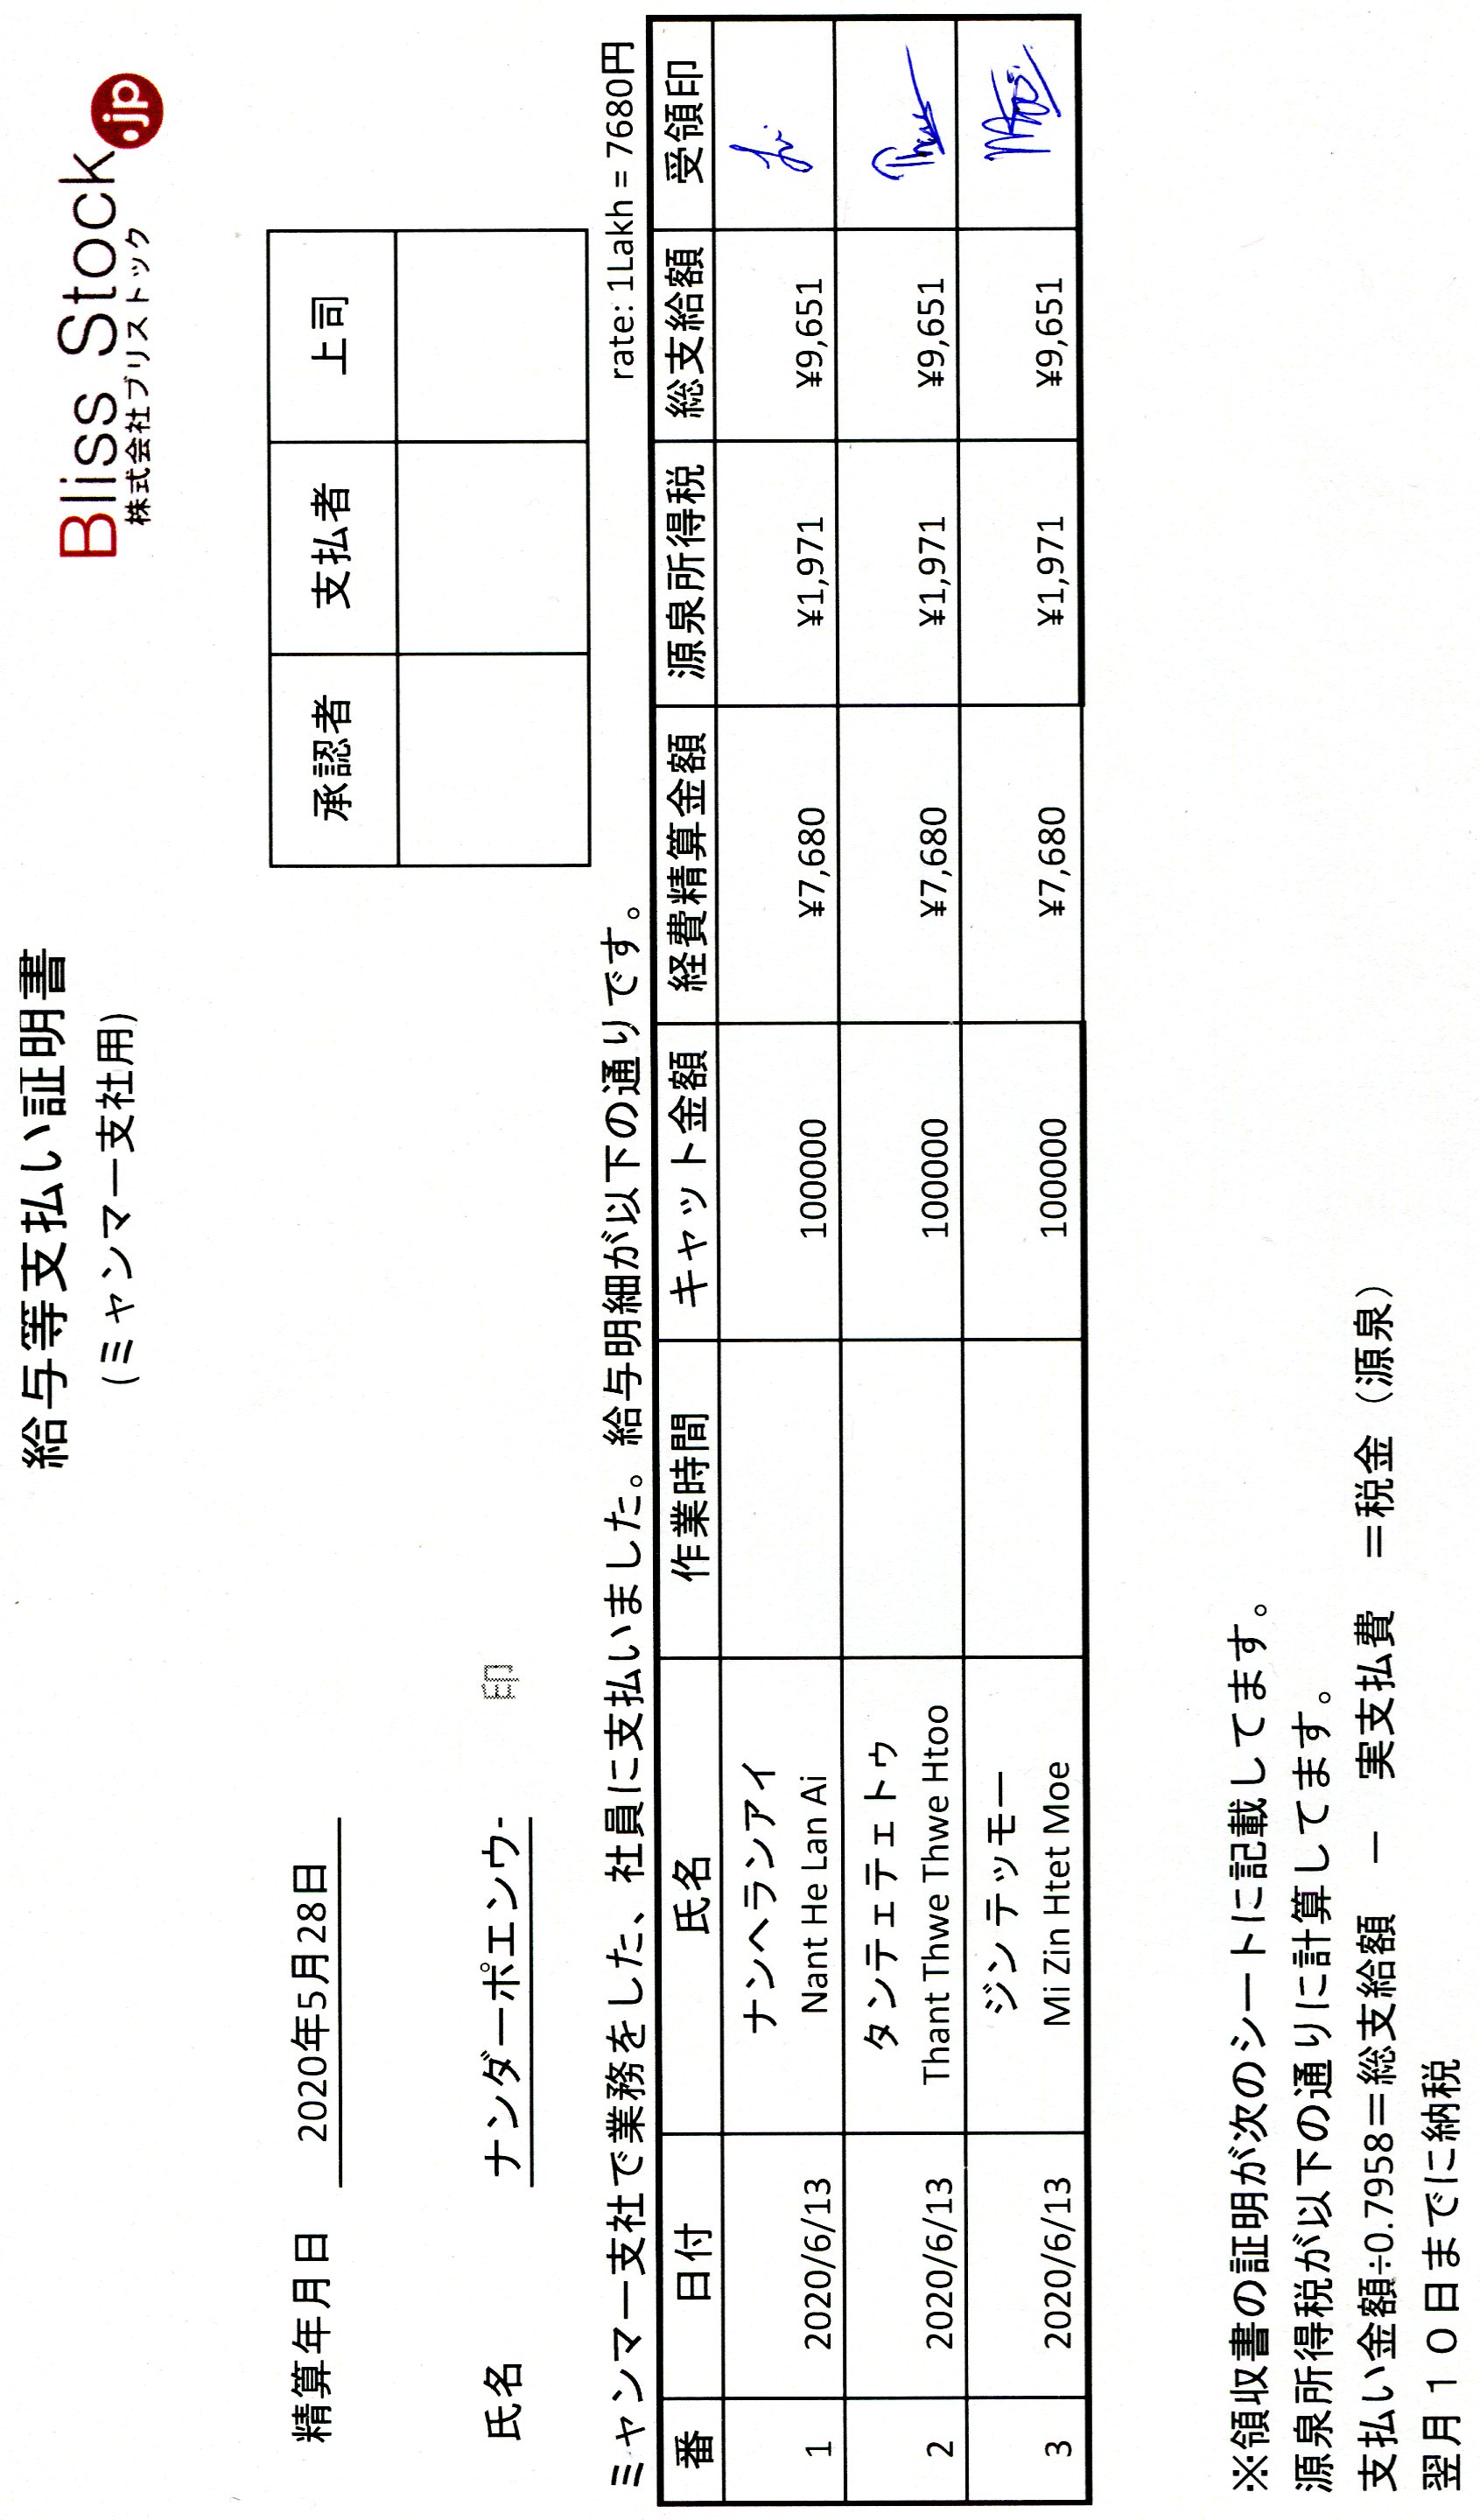 給与等支払い証明書
(ミャンマー支社用)
Bliss Stock
.jp
株式会社ブリストック
精算年月日 2020年5月28日
承認者 支払者 上司
氏名 ナンダーポエンウ- 印
ミャンマー支社で業務をした、社員に支払いました。給与明細が以下の通りです。 rate: 1Lakh = 7680円
番 日付 氏名 作業時間 キャット金額 経費精算金額 源泉所得税 総支給額 受領印
ナンヘランアイ
1 2020/6/13 Nant He Lan Ai 100000 ¥7,680 ¥1,971 ¥9,651
タンテェテェトゥ
2 2020/6/13 Thant Thwe Thwe Htoo 100000 ¥7,680 ¥1,971 ¥9,651
ジン テッモー
3 2020/6/13 Mi Zin Htet Moe 100000 ¥7,680 ¥1,971 ¥9,651
※領収書の証明が次のシートに記載してます。
源泉所得税が以下の通りに計算してます。
支払い金額÷0.7958＝総支給額 － 実支払費 ＝税金（源泉）
翌月１０日までに納税